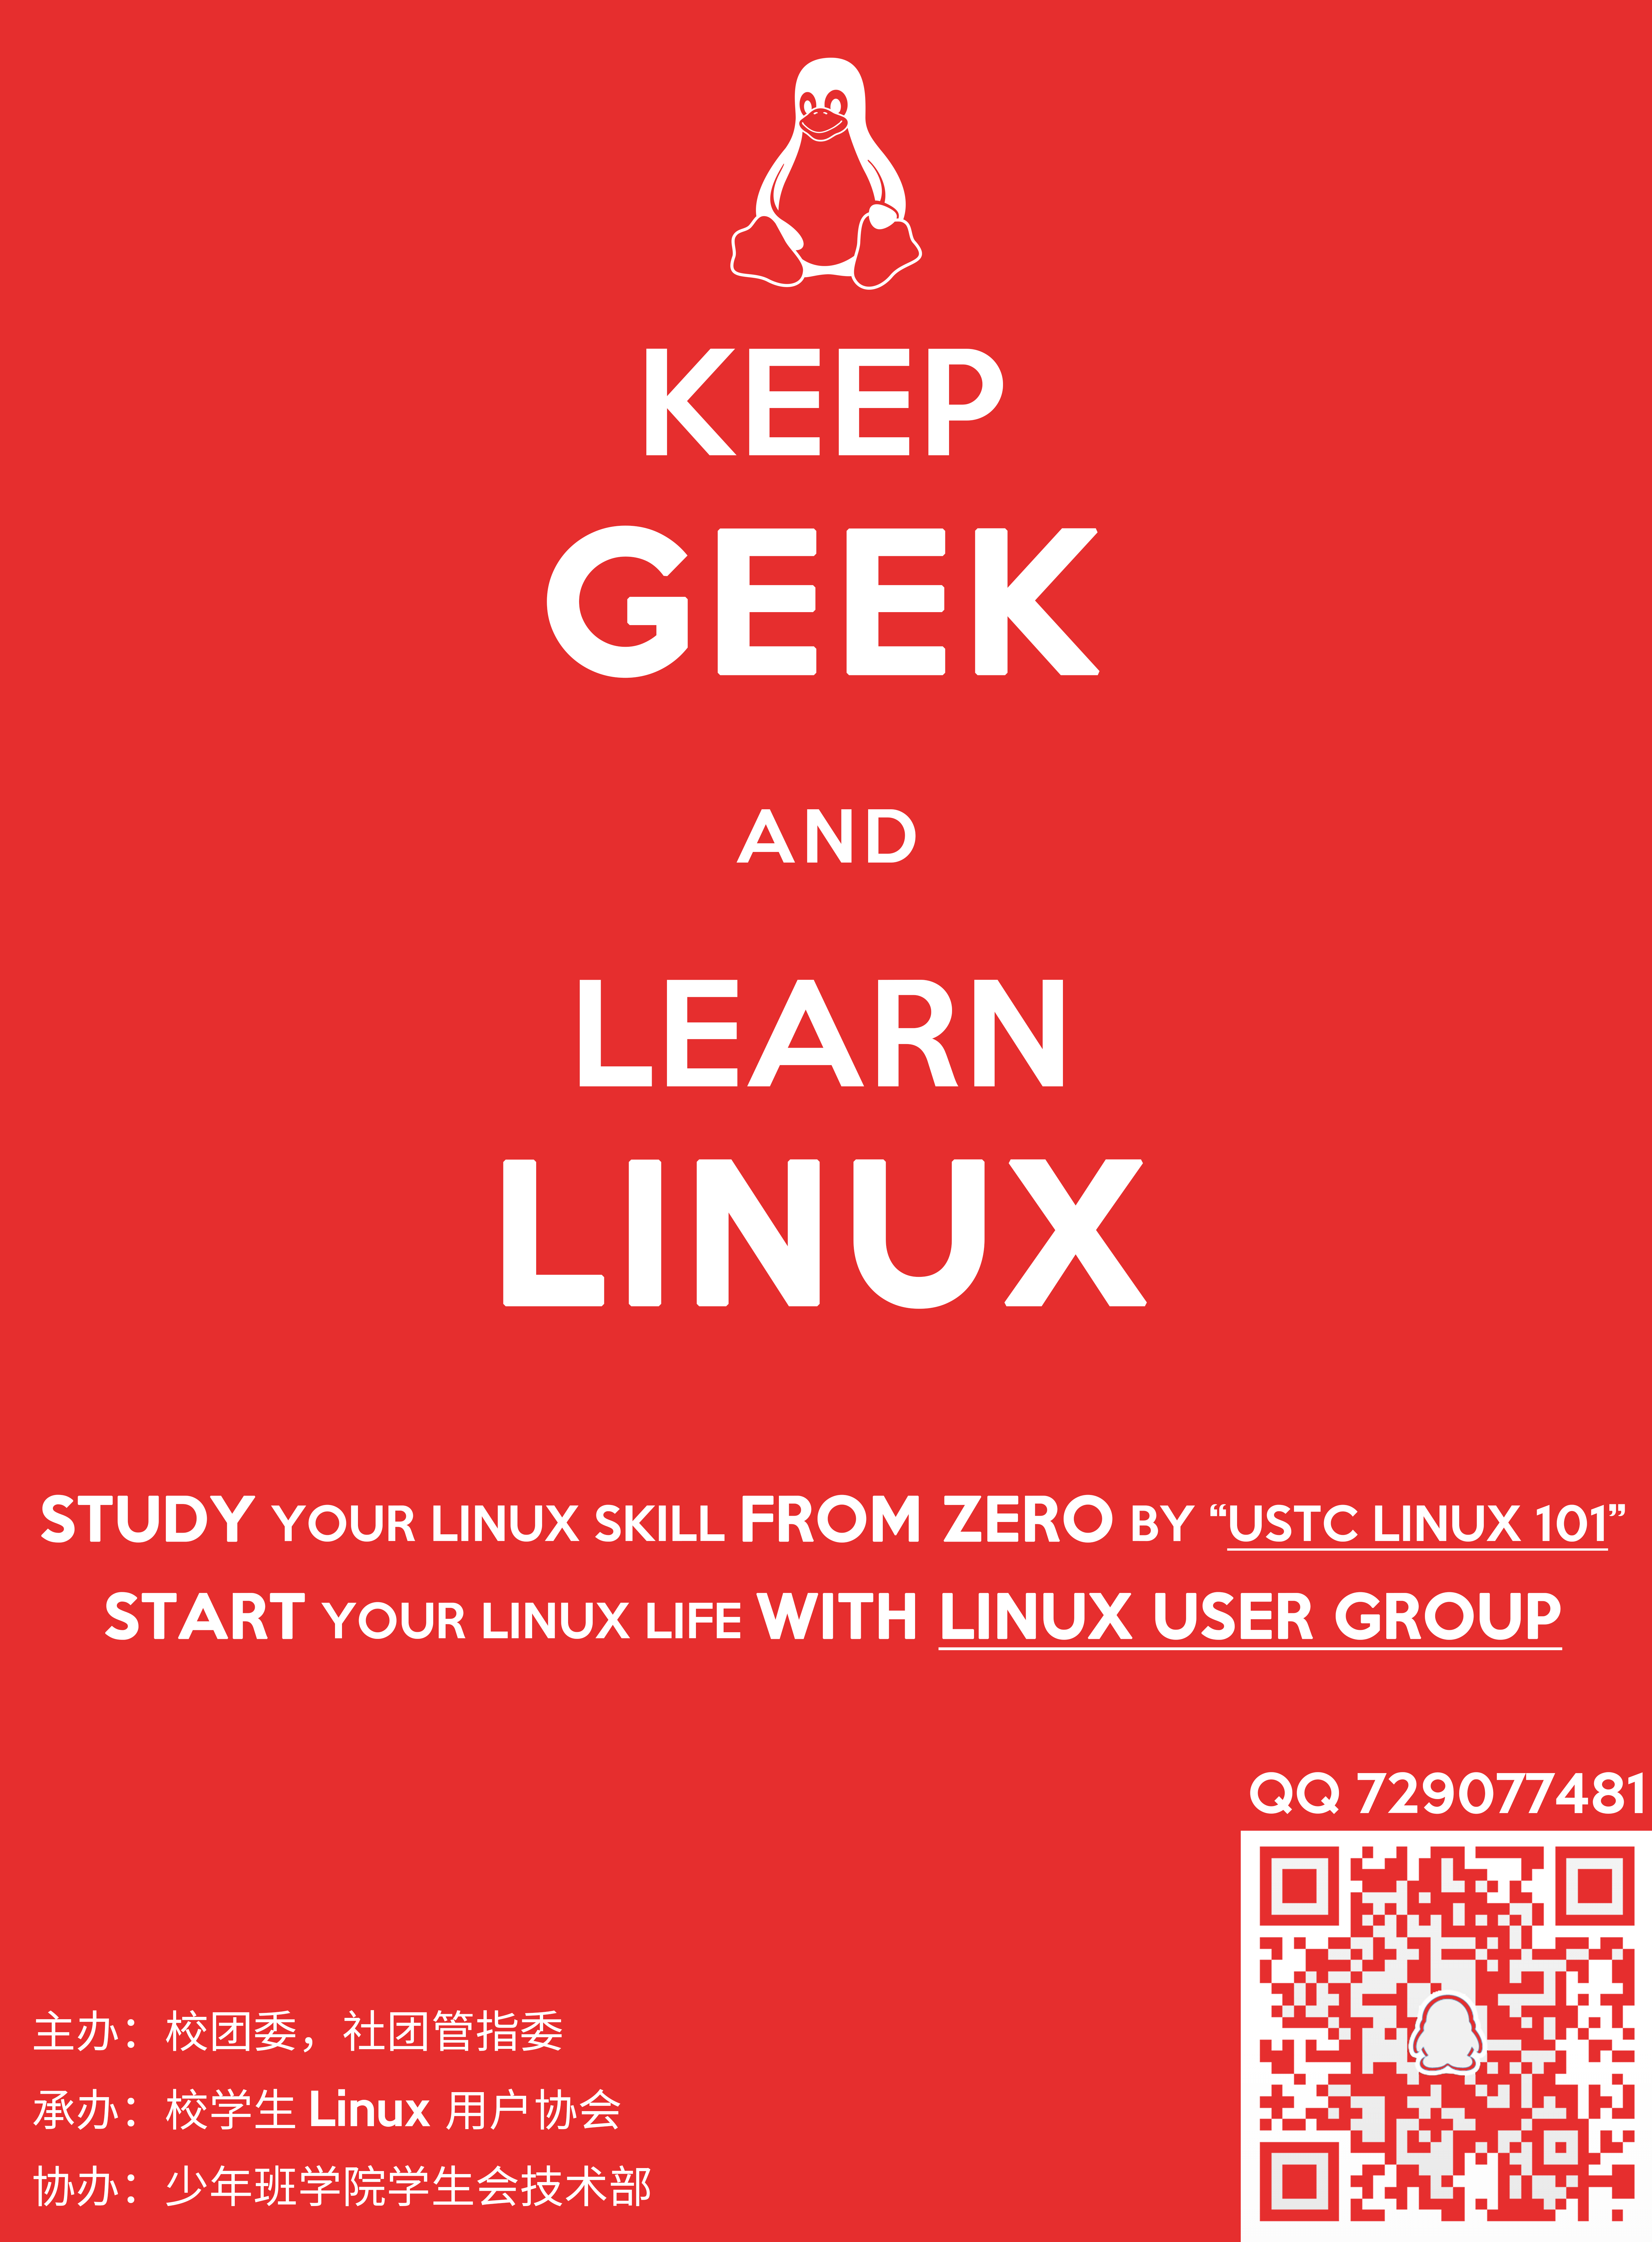 KEEP
GEEK
AND
LEARN
LINUX
STUDY YOUR LINUX SKILL FROM ZERO BY “USTC LINUX 101”
START YOUR LINUX LIFE WITH LINUX USER GROUP
QQ 729077481
主办：校团委，社团管指委
承办：校学生 Linux 用户协会
协办：少年班学院学生会技术部